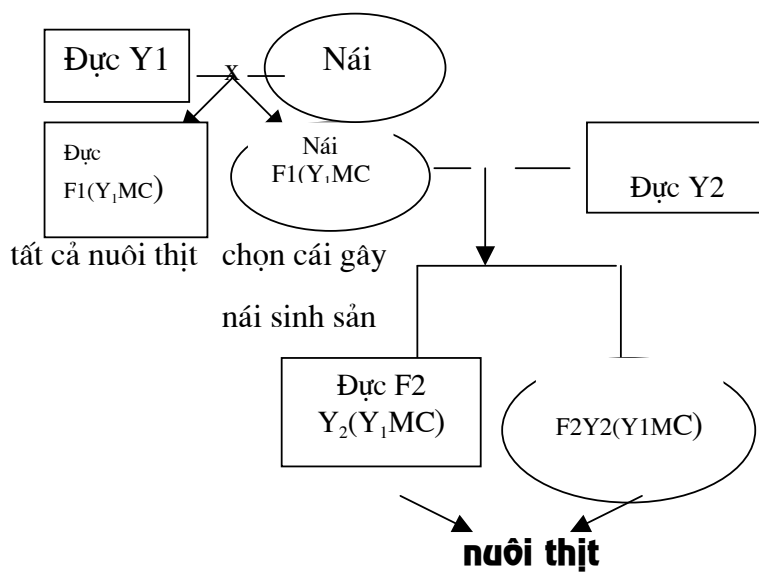 Đực Y1
x
Nái
Đực
F1(Y₁MC)
Nái
F1(Y₁MC
Đực Y2
tất cả nuôi thịt
chọn cái gây
nái sinh sản
Đực F2
Y₂(Y₁MC)
F2Y2(Y1MC)
nuôi thịt